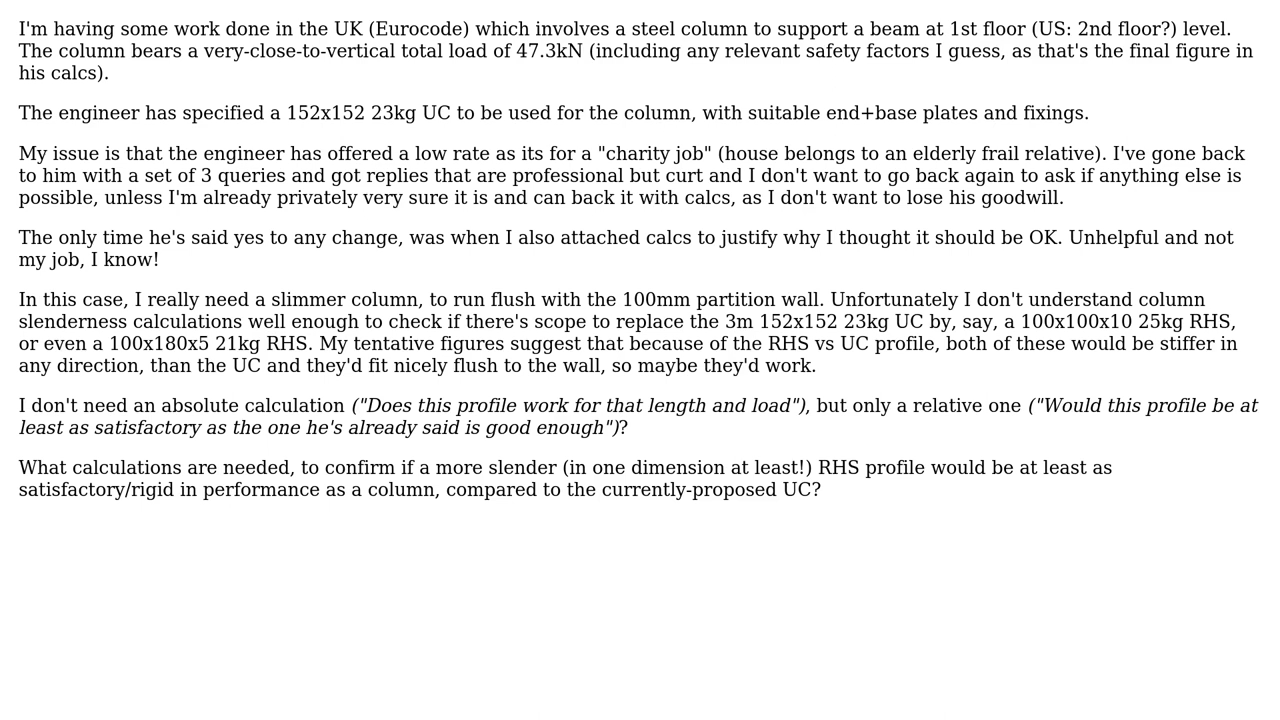 I'm having some work done in the UK (Eurocode) which involves a steel column to support a beam at 1st floor (US: 2nd floor?) level.
The column bears a very-close-to-vertical total load of 47.3kN (including any relevant safety factors I guess, as that's the final figure in
his calcs).
The engineer has specified a 152x152 23kg UC to be used for the column, with suitable end+base plates and fixings.
My issue is that the engineer has offered a low rate as its for a "charity job" (house belongs to an elderly frail relative). I've gone back
to him with a set of 3 queries and got replies that are professional but curt and I don't want to go back again to ask if anything else is
possible, unless I'm already privately very sure it is and can back it with calcs, as I don't want to lose his goodwill.
The only time he's said yes to any change, was when I also attached calcs to justify why I thought it should be OK. Unhelpful and not
my job, I know!
In this case, I really need a slimmer column, to run flush with the 100mm partition wall. Unfortunately I don't understand column
slenderness calculations well enough to check if there's scope to replace the 3m 152x152 23kg UC by, say, a 100x100x10 25kg RHS,
or even a 100x180x5 21kg RHS. My tentative figures suggest that because of the RHS vs UC profile, both of these would be stiffer in
any direction, than the UC and they'd fit nicely flush to the wall, so maybe they'd work.
I don't need an absolute calculation ("Does this profile work for that length and load"), but only a relative one ("Would this profile be at
least as satisfactory as the one he's already said is good enough")?
What calculations are needed, to confirm if a more slender (in one dimension at least!) RHS profile would be at least as
satisfactory/rigid in performance as a column, compared to the currently-proposed UC?